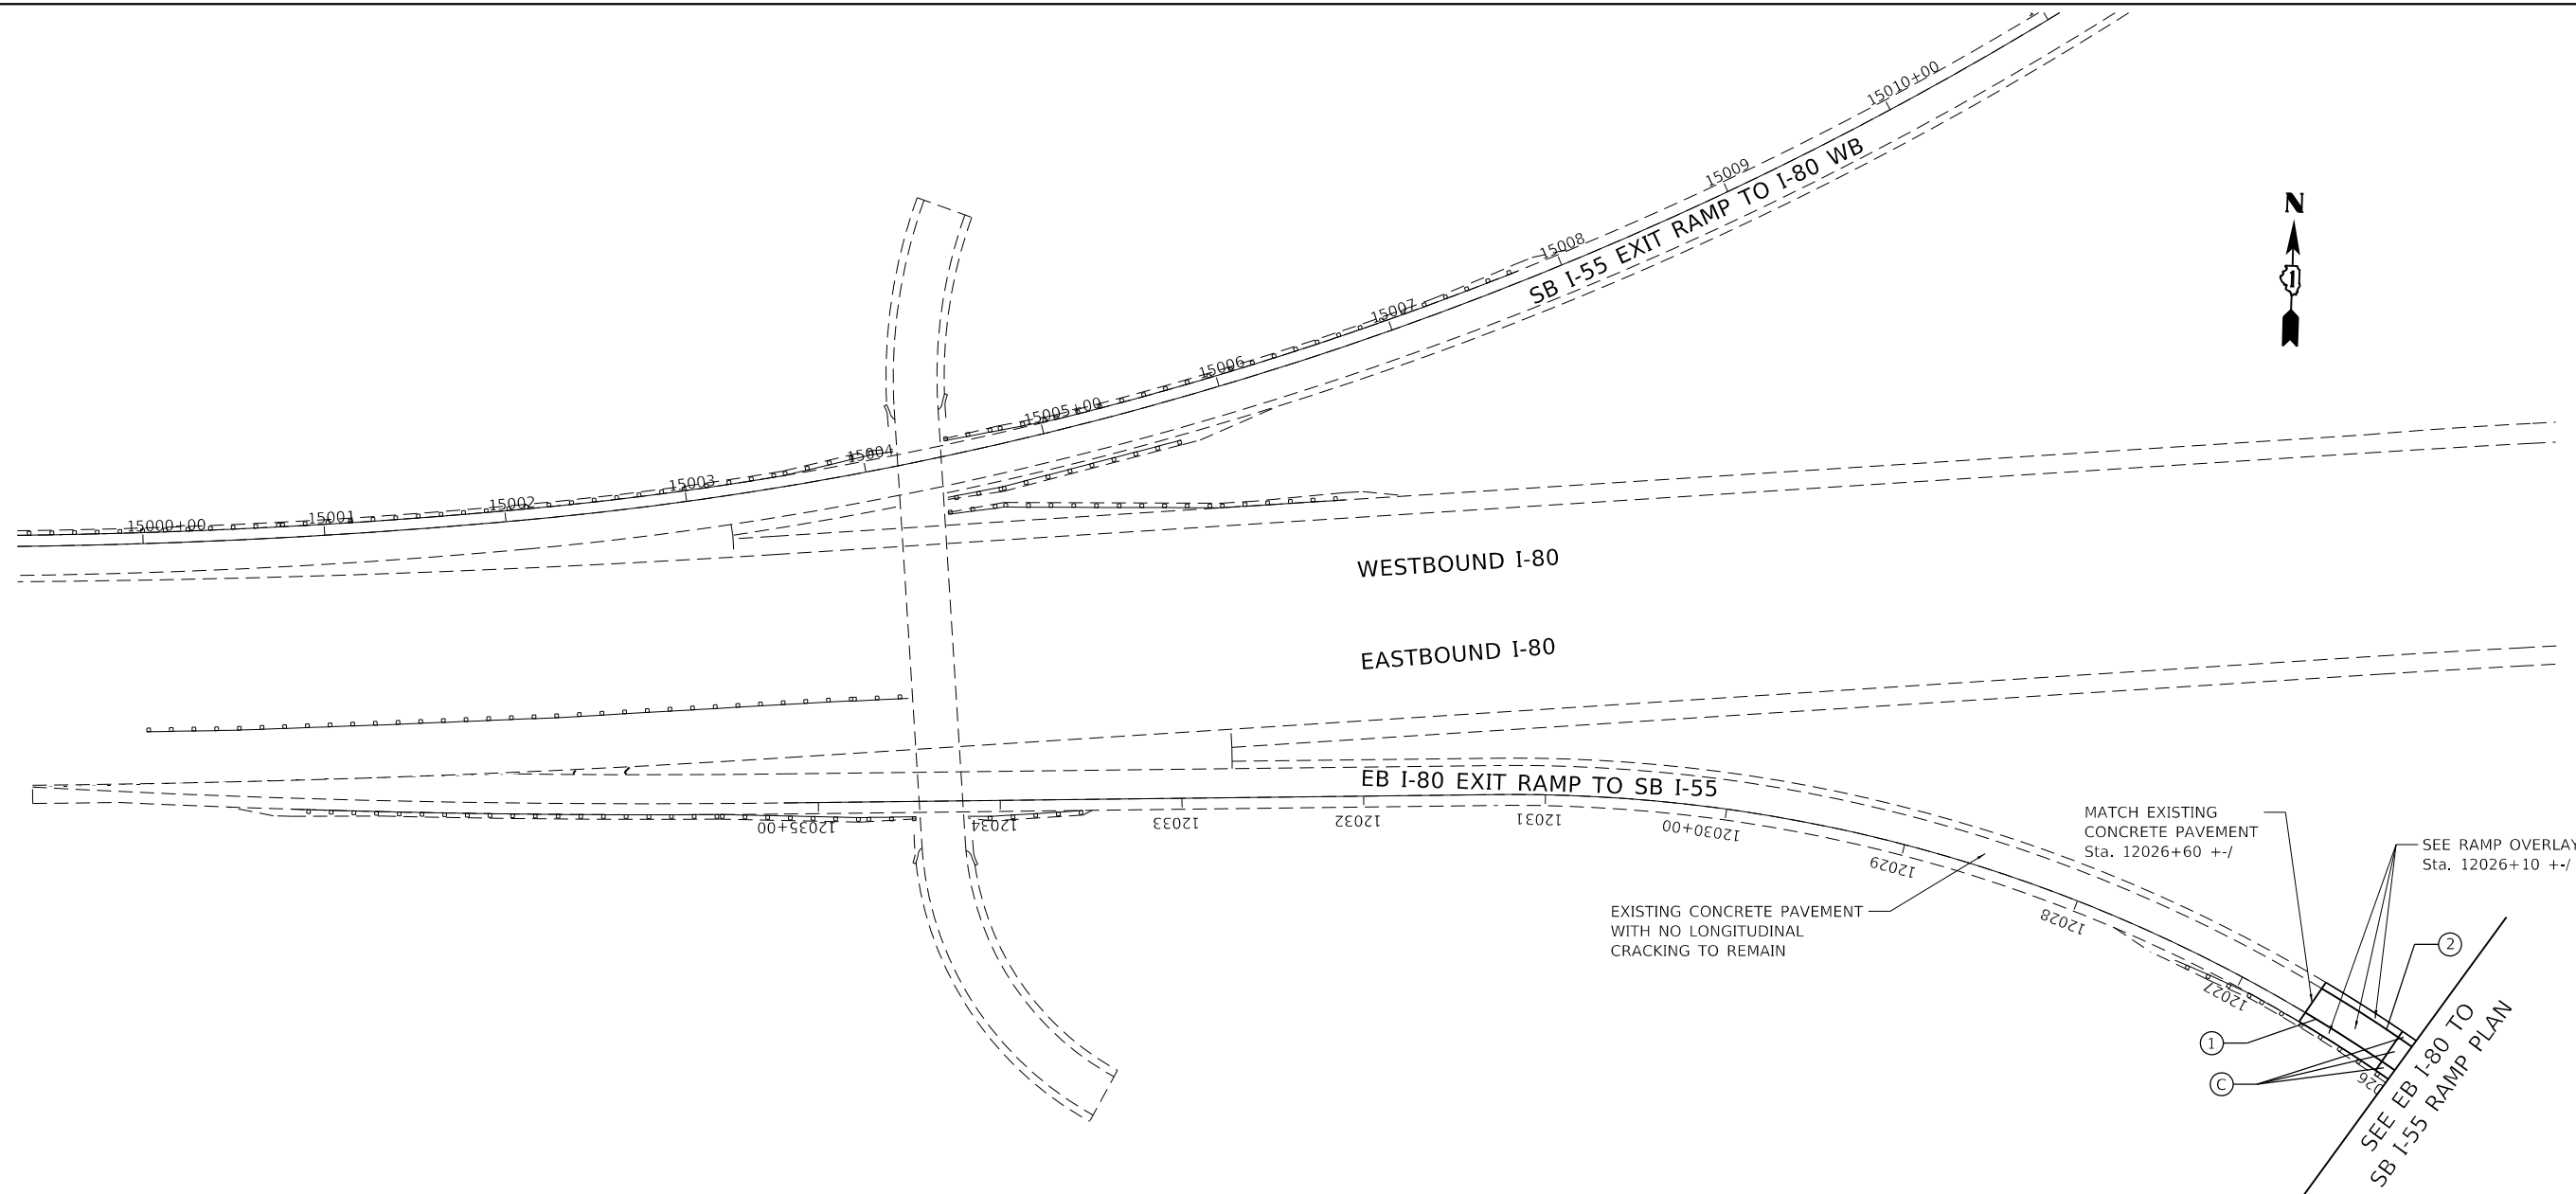 15010+00
15009
SB I-55 EXIT RAMP TO I-80 WB
N
15008
15007
15006
15005+00
15004
15003
15002
15001
15000+00
WESTBOUND I-80
EASTBOUND I-80
EB I-80 EXIT RAMP TO SB I-55
12035+00
12034
12033
12032
12031
12030+00
12029
12028
12027
MATCH EXISTING
CONCRETE PAVEMENT
Sta. 12026+60 +-/
SEE RAMP OVERLAY
Sta. 12026+10 +-/
EXISTING CONCRETE PAVEMENT
WITH NO LONGITUDINAL
CRACKING TO REMAIN
2
1
C
SEE EB I-80 TO
SB I-55 RAMP PLAN